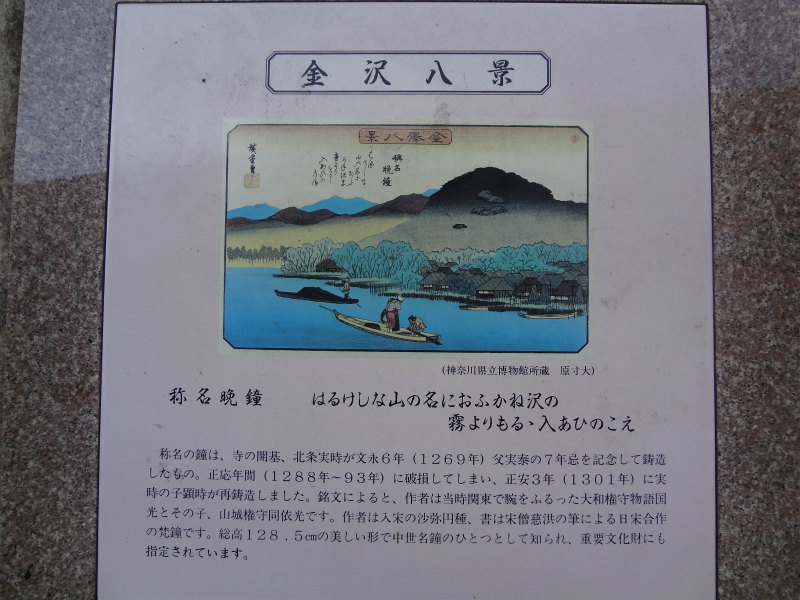 金沢八景
金澤八景
称名晩鐘
(神奈川県立博物館所蔵 原寸大)
称名晩鐘
はるけしな山の名におふかね沢の
霧よりもるゝ入あひのこえ
称名の鐘は、寺の開基、北条実時が文永6年(1269年)父実泰の7年忌を記念して鋳造
したもの。正応年間(1288年~93年)に破損してしまい、正安3年(1301年)に実
時の子顕時が再鋳造しました。銘文によると、作者は当時関東で腕をふるった大和権守物語国
光とその子、山城権守同依光です。作者は入宋の沙弥円種、書は宋僧慈洪の筆による日宋合作
の梵鐘です。総高128.5㎝の美しい形で中世名鐘のひとつとして知られ、重要文化財にも
指定されています。